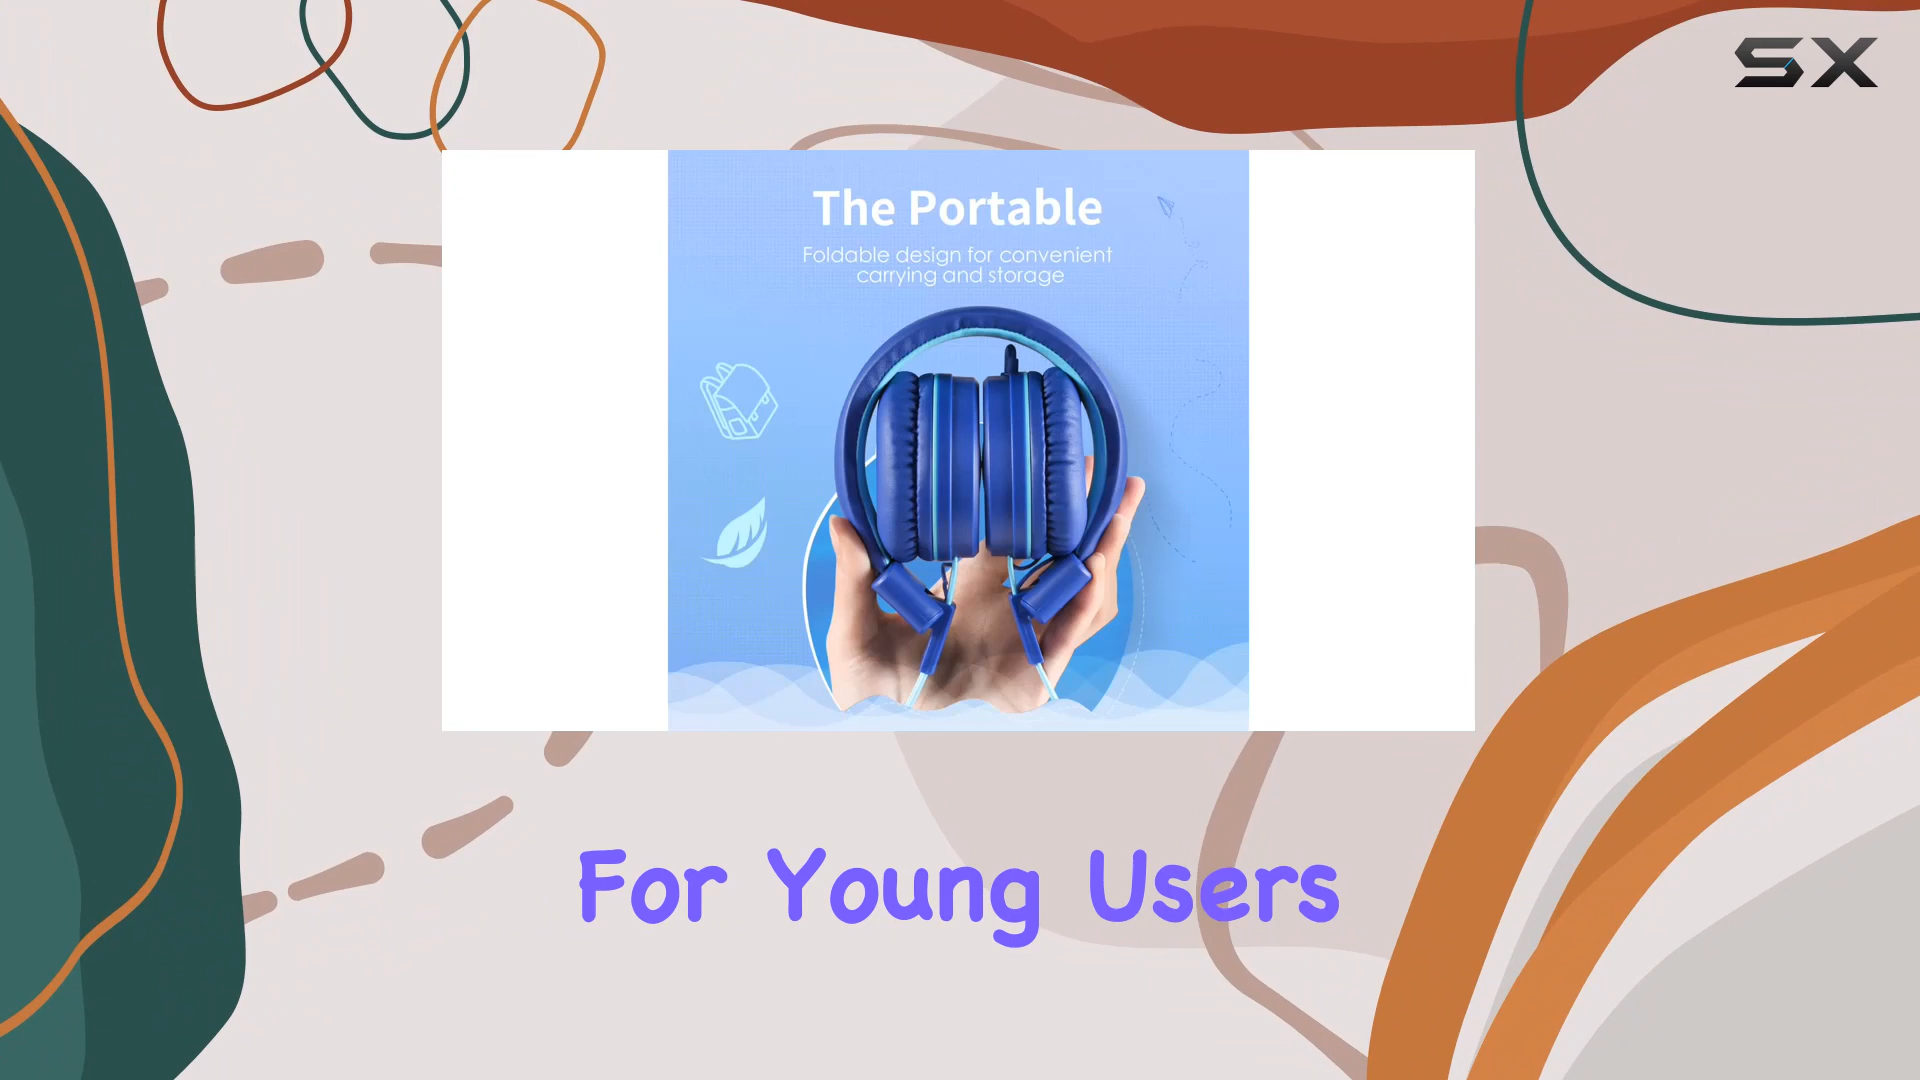 SX
The Portable
Foldable design for convenient
carrying and storage
For Young Users